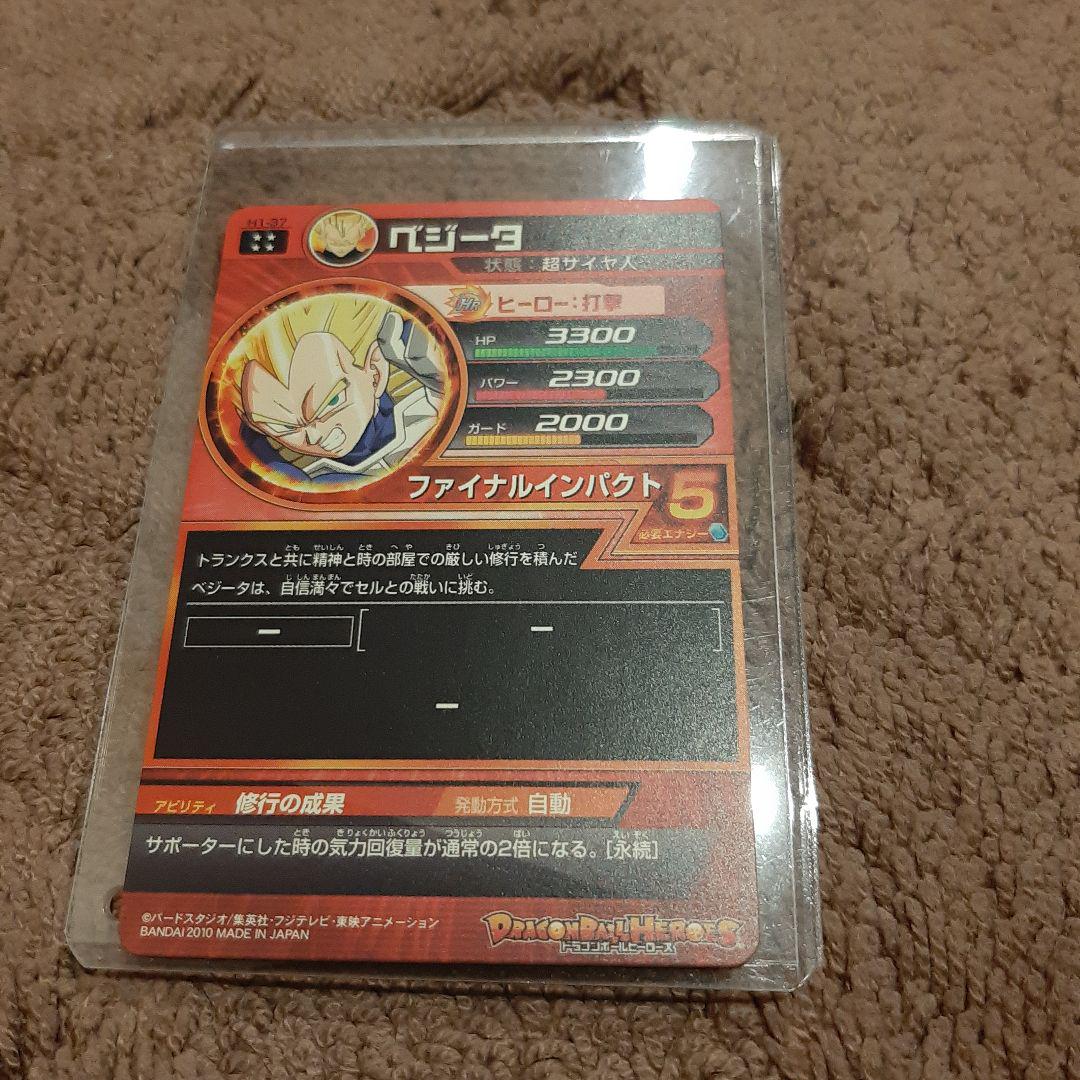 H1-37
ベジータ
状態:超サイヤ人
HR ヒーロー:打撃
HP 3300
パワー 2300
ガード 2000
ファイナルインパクト 5
必要エナジー
トランクスと共に精神と時の部屋での厳しい修行を積んだ
ベジータは、自信満々でセルとの戦いに挑む。
ー [ ー ]
ー
アビリティ 修行の成果 発動方式 自動
サポーターにした時の気力回復量が通常の2倍になる。[永続]
©バードスタジオ/集英社・フジテレビ・東映アニメーション
BANDAI 2010 MADE IN JAPAN
DRAGONBALL HEROES
ドラゴンボールヒーローズ